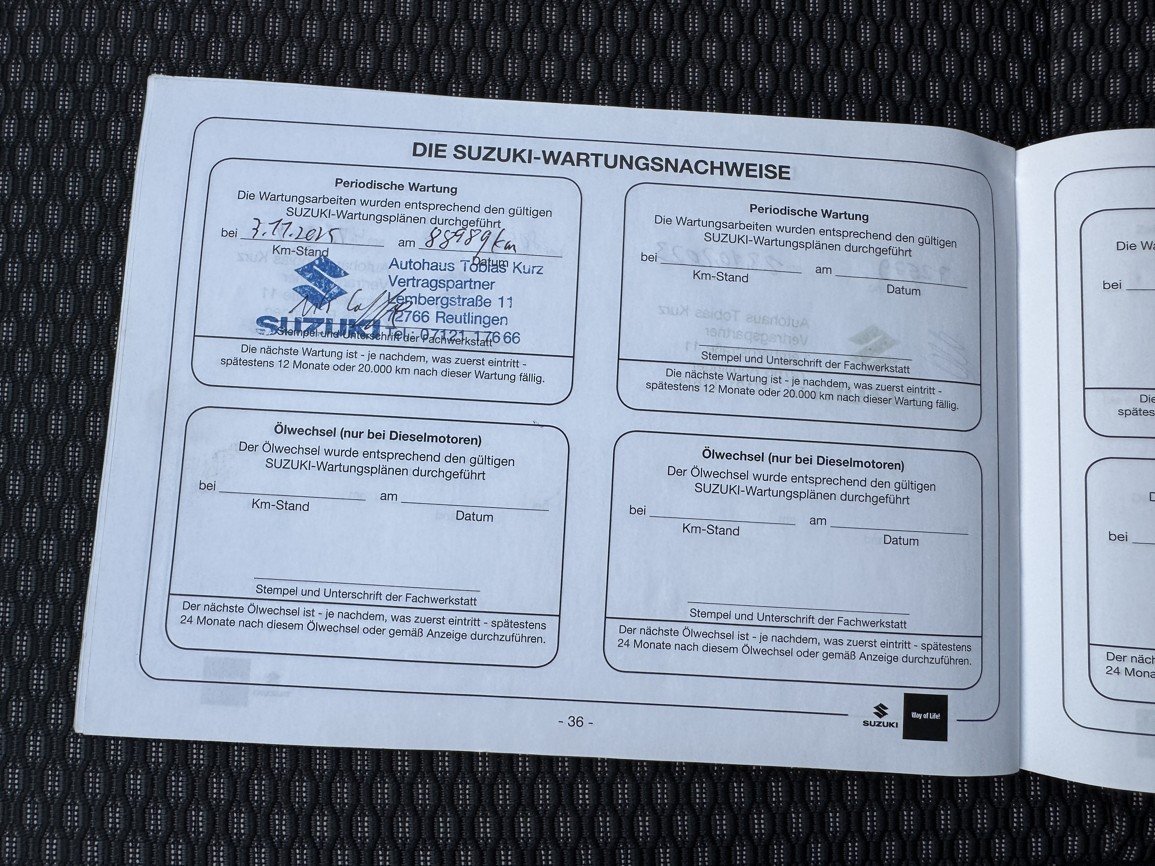 DIE SUZUKI-WARTUNGSNACHWEISE
Periodische Wartung
Die Wartungsarbeiten wurden entsprechend den gültigen
SUZUKI-Wartungsplänen durchgeführt
bei 3.11.2025 am 88989km
Km-Stand Datum
Autohaus Tobias Kurz
Vertragspartner
72766 Reutlingen
SUZUKI Tel.: 07121 17666
Stempel und Unterschrift der Fachwerkstatt
Die nächste Wartung ist - je nachdem, was zuerst eintritt -
spätestens 12 Monate oder 20.000 km nach dieser Wartung fällig.
Periodische Wartung
Die Wartungsarbeiten wurden entsprechend den gültigen
SUZUKI-Wartungsplänen durchgeführt
bei am
Km-Stand Datum
Stempel und Unterschrift der Fachwerkstatt
Die nächste Wartung ist - je nachdem, was zuerst eintritt -
spätestens 12 Monate oder 20.000 km nach dieser Wartung fällig.
Ölwechsel (nur bei Dieselmotoren)
Der Ölwechsel wurde entsprechend den gültigen
SUZUKI-Wartungsplänen durchgeführt
bei am
Km-Stand Datum
Stempel und Unterschrift der Fachwerkstatt
Der nächste Ölwechsel ist - je nachdem, was zuerst eintritt - spätestens
24 Monate nach diesem Ölwechsel oder gemäß Anzeige durchzuführen.
Ölwechsel (nur bei Dieselmotoren)
Der Ölwechsel wurde entsprechend den gültigen
SUZUKI-Wartungsplänen durchgeführt
bei am
Km-Stand Datum
Stempel und Unterschrift der Fachwerkstatt
Der nächste Ölwechsel ist - je nachdem, was zuerst eintritt - spätestens
24 Monate nach diesem Ölwechsel oder gemäß Anzeige durchzuführen.
- 36 -
SUZUKI
Way of Life!
Die
bei
bei
Der